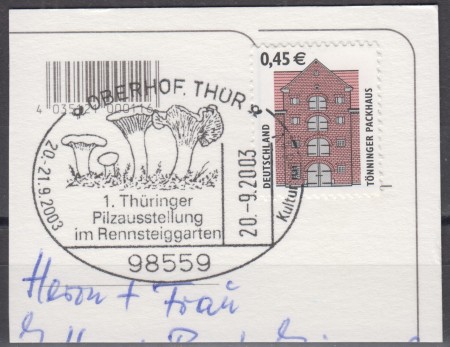 0,45 €
DEUTSCHLAND
TÖNNINGER PACKHAUS
OBERHOF, THÜR
20.-21.9.2003
1. Thüringer
Pilzausstellung
im Rennsteiggarten
20.-9.2003
98559
Herrn + Frau